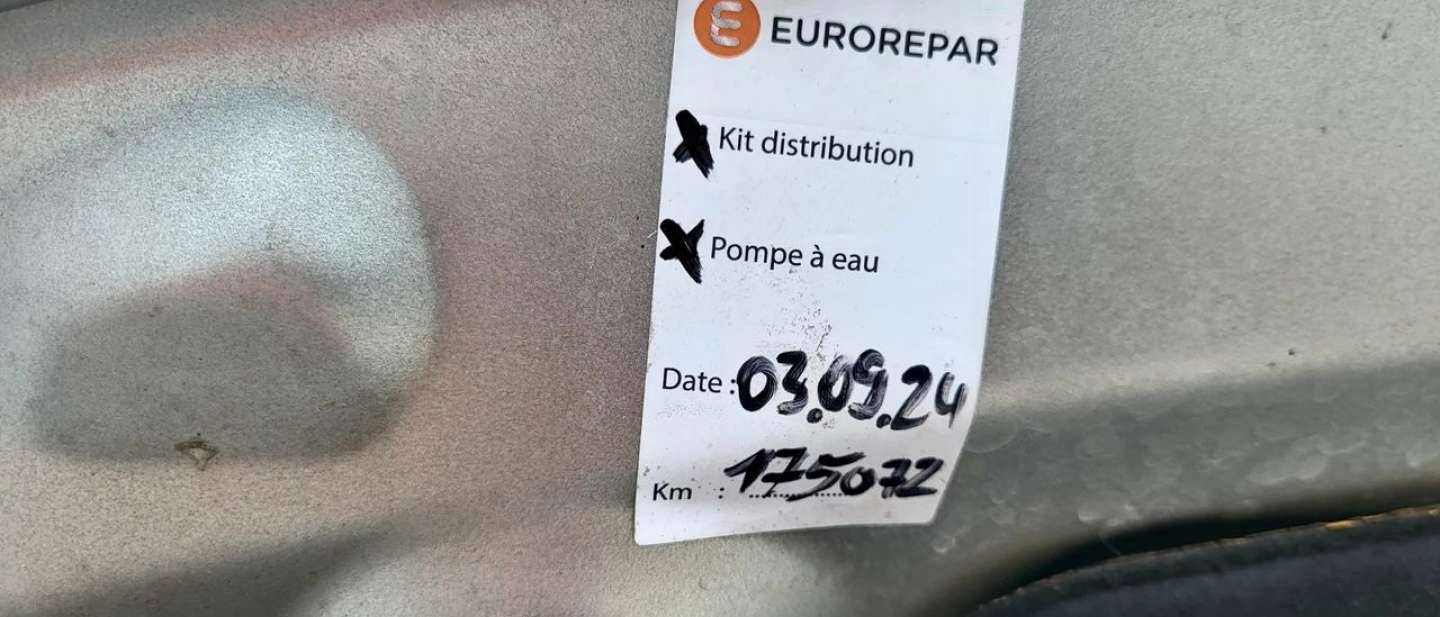 EUROREPAR
Kit distribution
Pompe à eau
Date : 03.09.24
Km : 175072